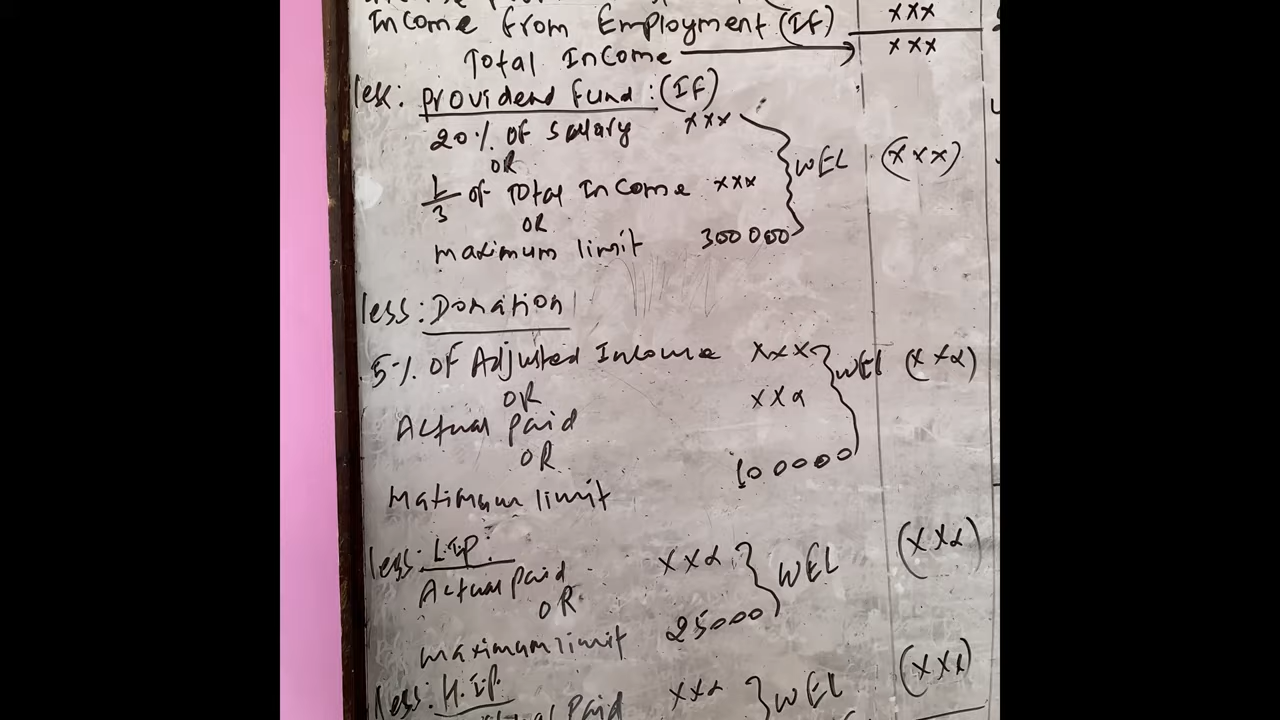 Income from Employment (IF) xxx
Total Income xxx
less: Providend fund: (IF)
20% of salary xxx
OR WEL (xxx)
1/3 of Total Income xxx
OR
maximum limit 300000
less: Donation
5% of Adjusted Income xxx WEL (xxx)
OR
Actual Paid xxx
OR
Maximum limit 100000
less: L.I.P.
Actual Paid xxx WEL (xxx)
OR
maximum limit 25000
less: H.I.P. (xxx)
Paid xxx WEL